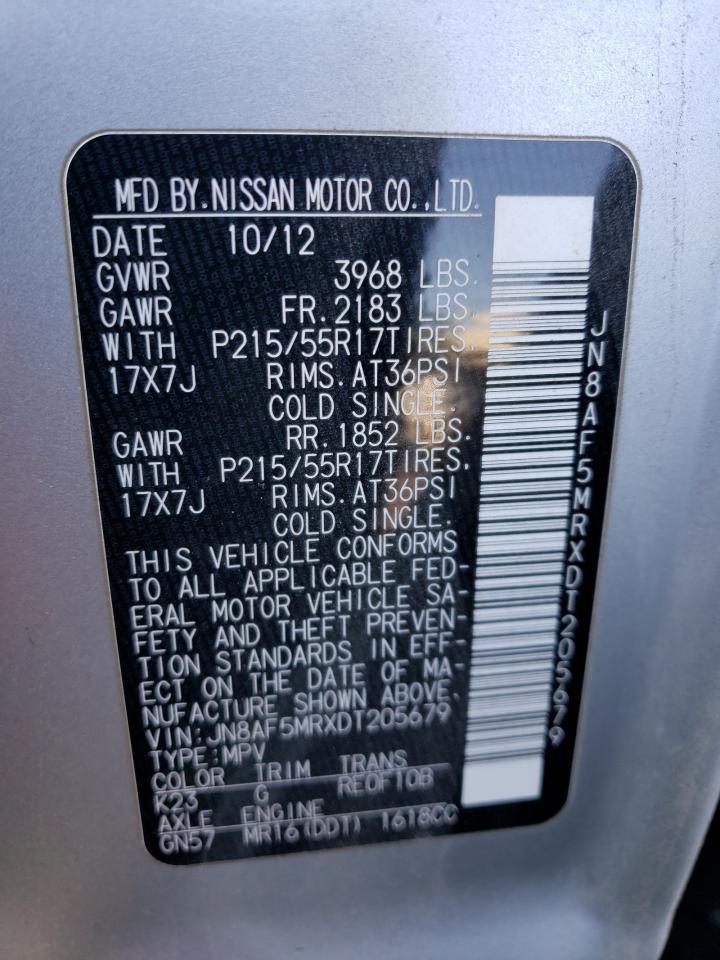 MFD BY.NISSAN MOTOR CO.,LTD.
DATE 10/12
GVWR 3968 LBS.
GAWR FR.2183 LBS.
WITH P215/55R17TIRES.
17X7J RIMS.AT36PSI
COLD SINGLE.
GAWR RR.1852 LBS.
WITH P215/55R17TIRES.
17X7J RIMS.AT36PSI
COLD SINGLE.
THIS VEHICLE CONFORMS
TO ALL APPLICABLE FED-
ERAL MOTOR VEHICLE SA-
FETY AND THEFT PREVEN-
TION STANDARDS IN EFF-
ECT ON THE DATE OF MA-
NUFACTURE SHOWN ABOVE.
VIN:JN8AF5MRXDT205679
TYPE:MPV
COLOR TRIM TRANS
K23 G RE0F10B
AXLE ENGINE
GN57 MR16(DDT) 1618CC
JN8AF5MRXDT205679